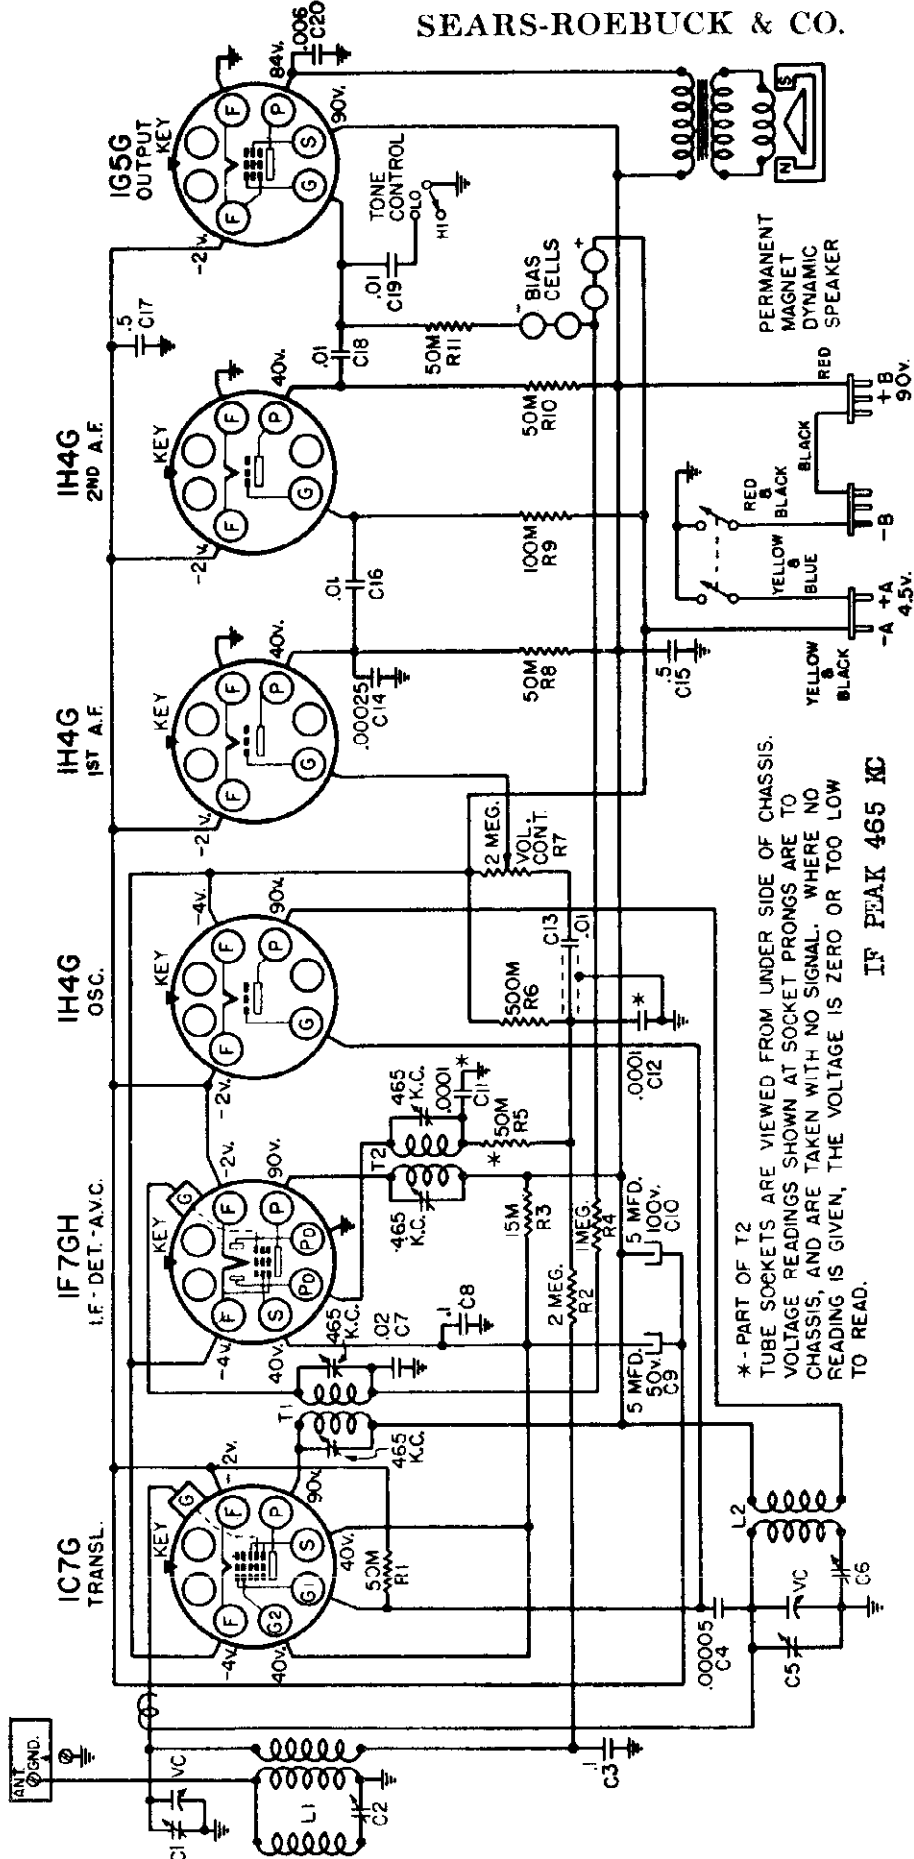 SEARS-ROEBUCK & CO.
1C7G
TRANSL.
1F7GH
I.F.-DET.-A.V.C.
1H4G
OSC.
1H4G
1ST A.F.
1H4G
2ND A.F.
1G5G
OUTPUT
KEY
KEY
KEY
KEY
KEY
KEY
ANT.
GND.
C1
VC
L1
C2
.1
C3
-4v.
F
G
F
P
S
G1
G2
-2v.
90v.
40v.
40v.
50M
R1
T1
465
K.C.
465
K.C.
.02
C7
.1
C8
-4v.
F
G
F
P
PD
PD
S
-2v.
90v.
40v.
T2
465
K.C.
465
K.C.
.0001
C11
*
* 50M
R5
15M
R3
2 MEG.
R2
1 MEG.
R4
5 MFD.
50v.
C9
5 MFD.
100v.
C10
.00005
C4
C5
VC
C6
L2
-2v.
F
F
P
G
-4v.
90v.
500M
R6
C13
.01
*
.0001
C12
2 MEG.
VOL.
CONT.
R7
-2v.
F
F
P
G
40v.
.00025
C14
.01
C16
50M
R8
.5
C15
-2v.
F
F
P
G
40v.
100M
R9
50M
R10
.01
C18
.5
C17
-2v.
F
F
P
S
G
84v.
.006
C20
90v.
.01
C19
TONE
CONTROL
LO
HI
50M
R11
-
BIAS
CELLS
+
N
S
PERMANENT
MAGNET
DYNAMIC
SPEAKER
YELLOW
&
BLACK
YELLOW
&
BLUE
RED
&
BLACK
BLACK
RED
-A +A
4.5v.
-B
+B
90v.
*- PART OF T2
TUBE SOCKETS ARE VIEWED FROM UNDER SIDE OF CHASSIS.
VOLTAGE READINGS SHOWN AT SOCKET PRONGS ARE TO
CHASSIS, AND ARE TAKEN WITH NO SIGNAL. WHERE NO
READING IS GIVEN, THE VOLTAGE IS ZERO OR TOO LOW
TO READ.
IF PEAK 465 KC